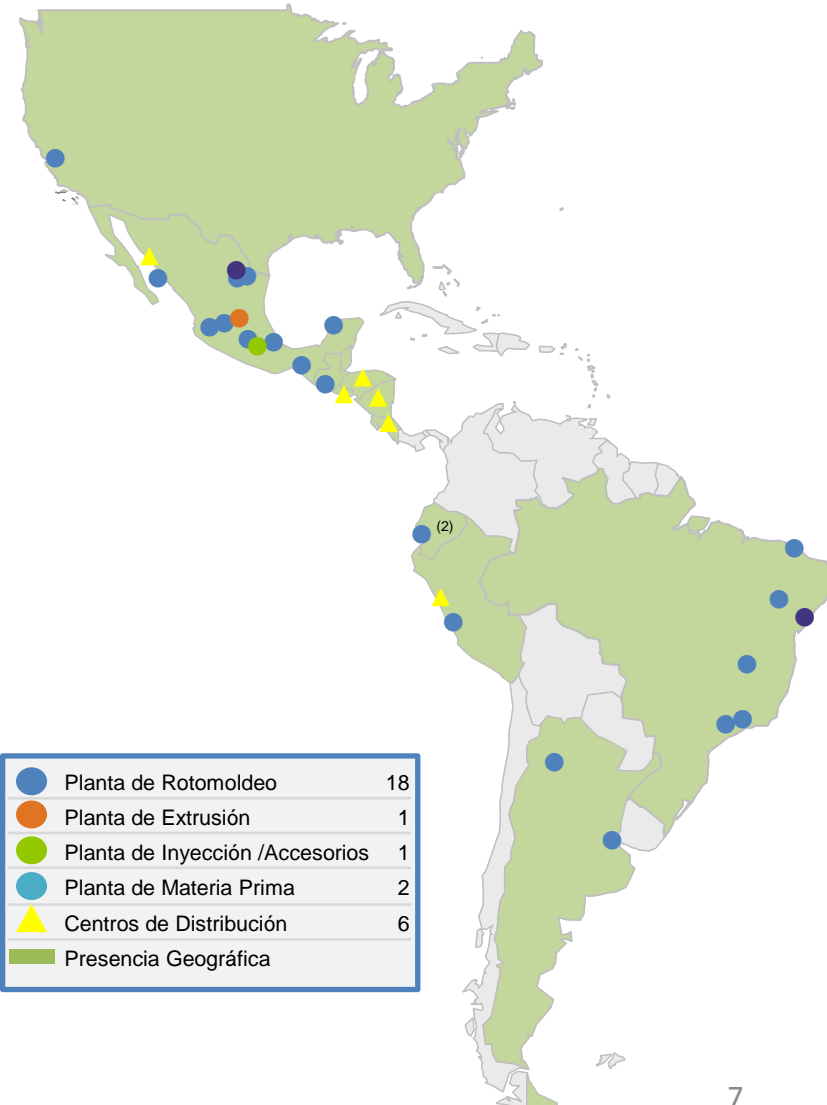 (2)
Planta de Rotomoldeo 18
Planta de Extrusión 1
Planta de Inyección /Accesorios 1
Planta de Materia Prima 2
Centros de Distribución 6
Presencia Geográfica
7